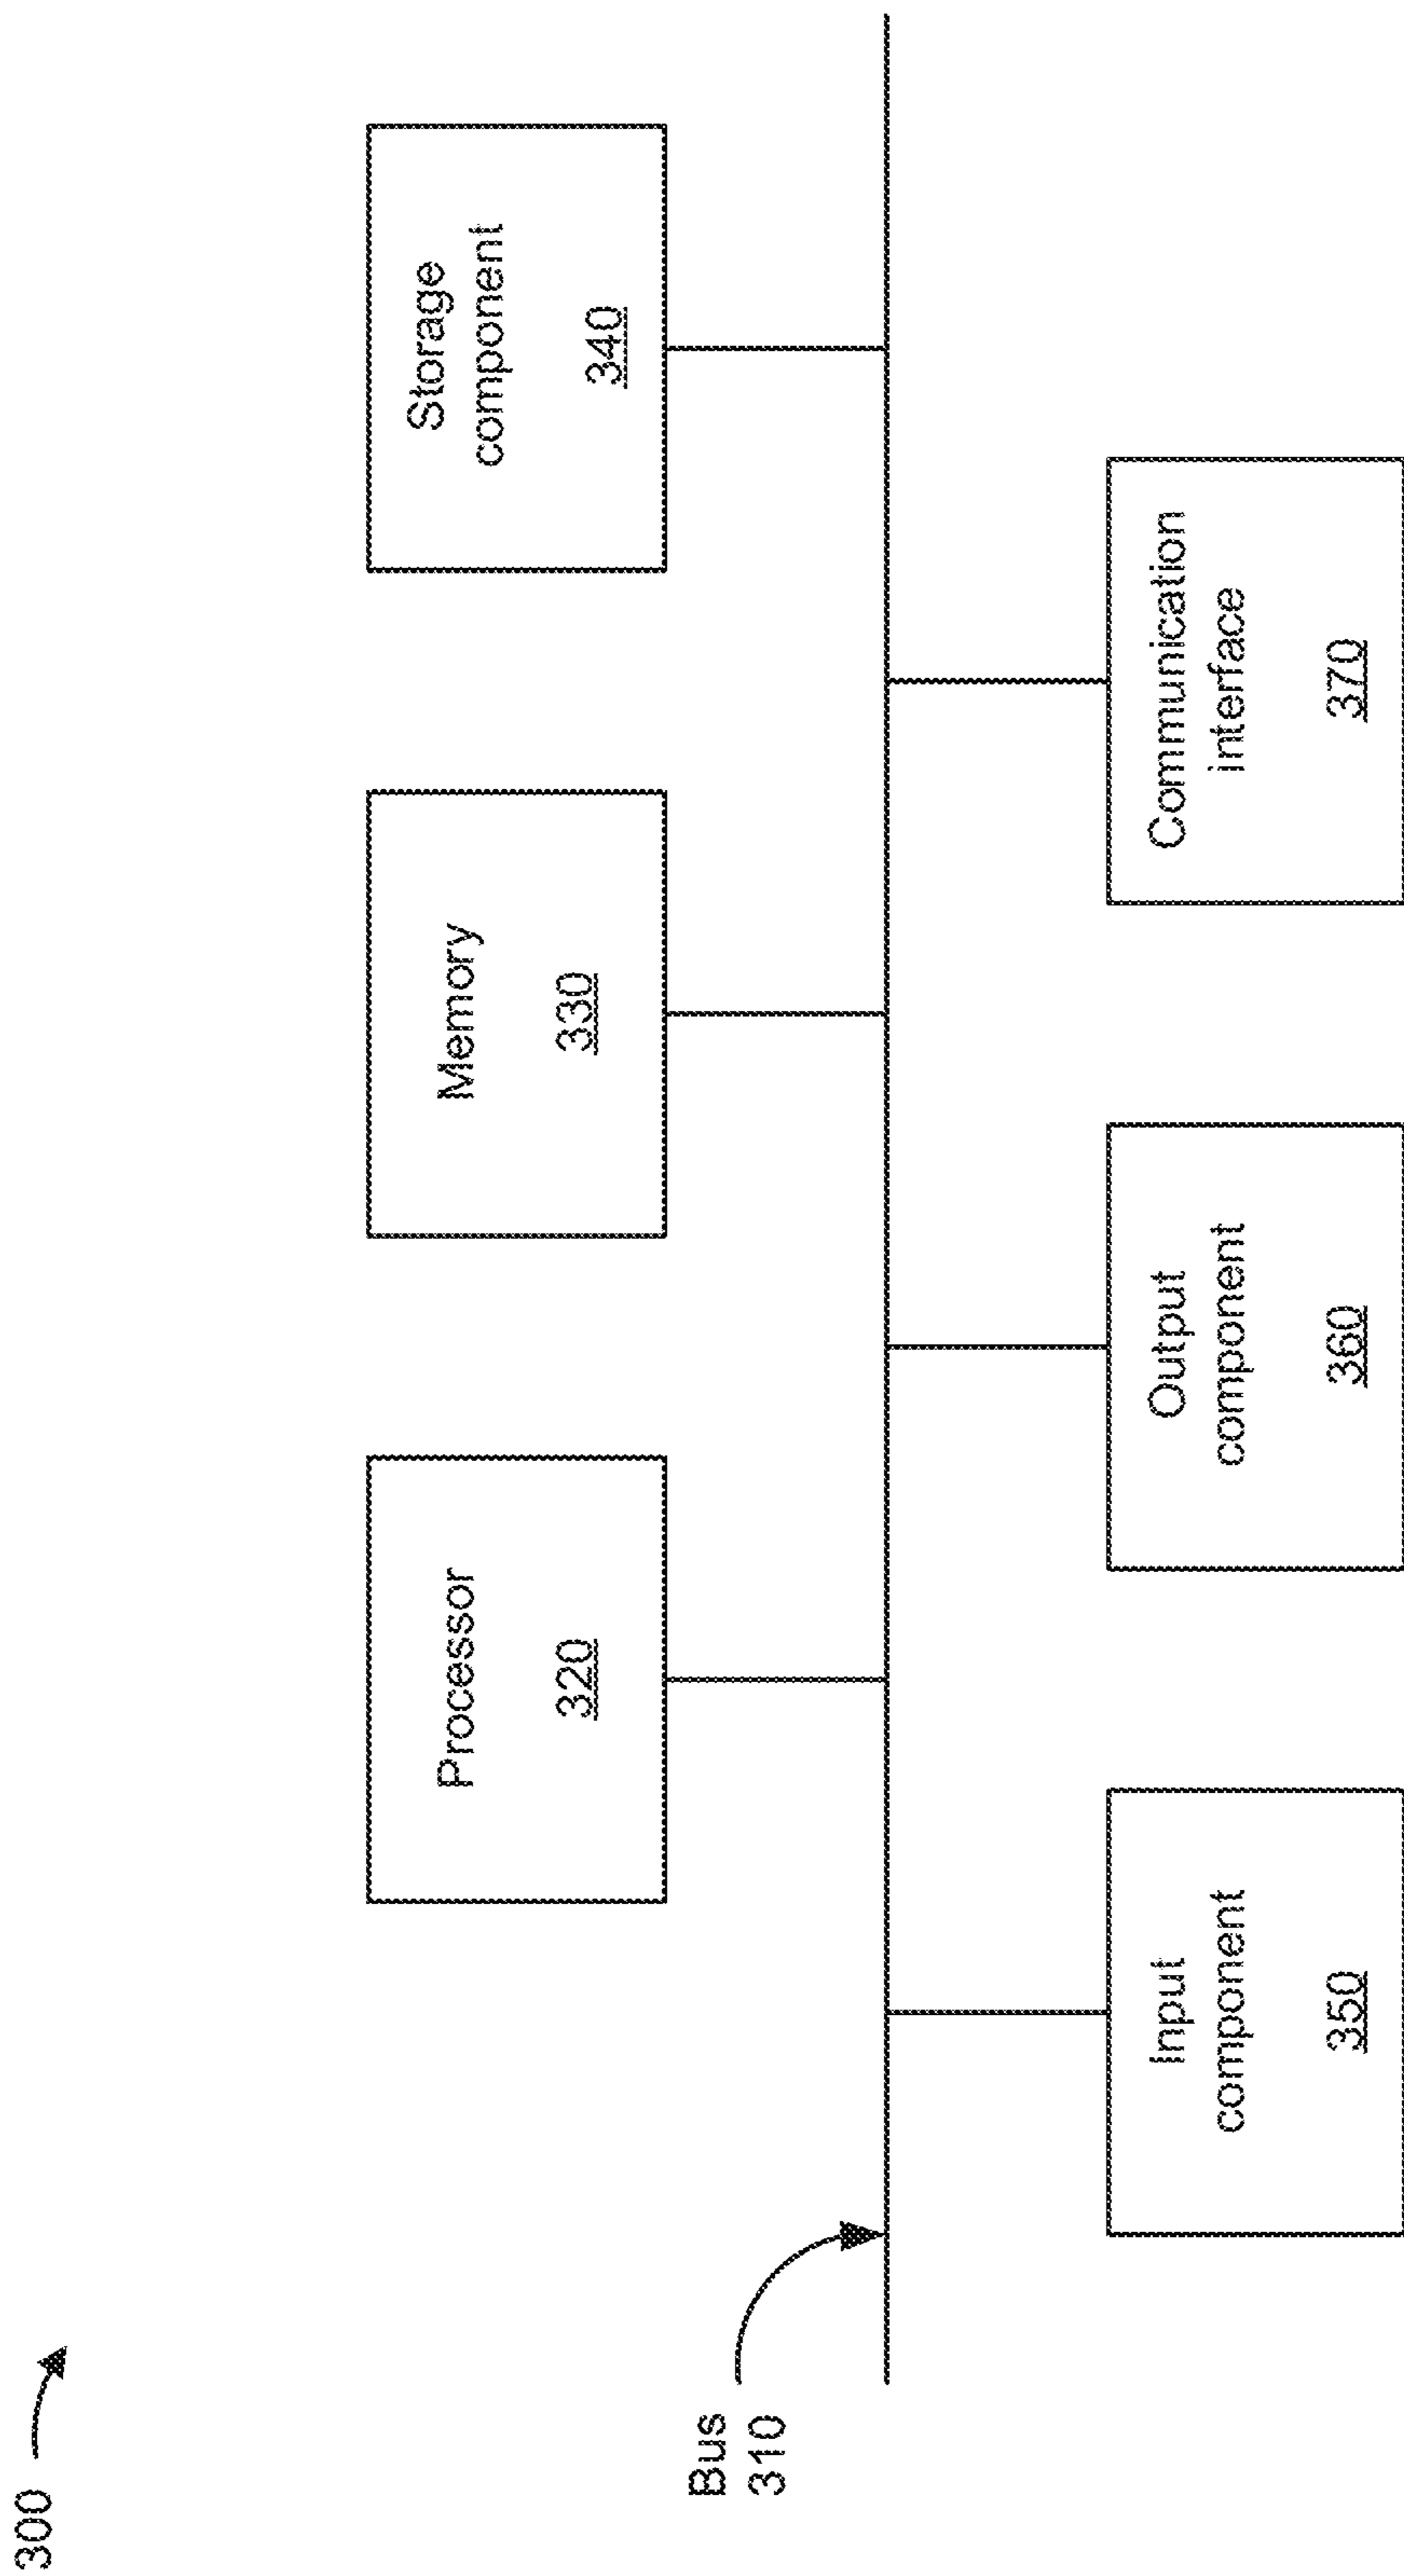 300
Processor
320
Memory
330
Storage
component
340
Bus
310
Input
component
350
Output
component
360
Communication
interface
370